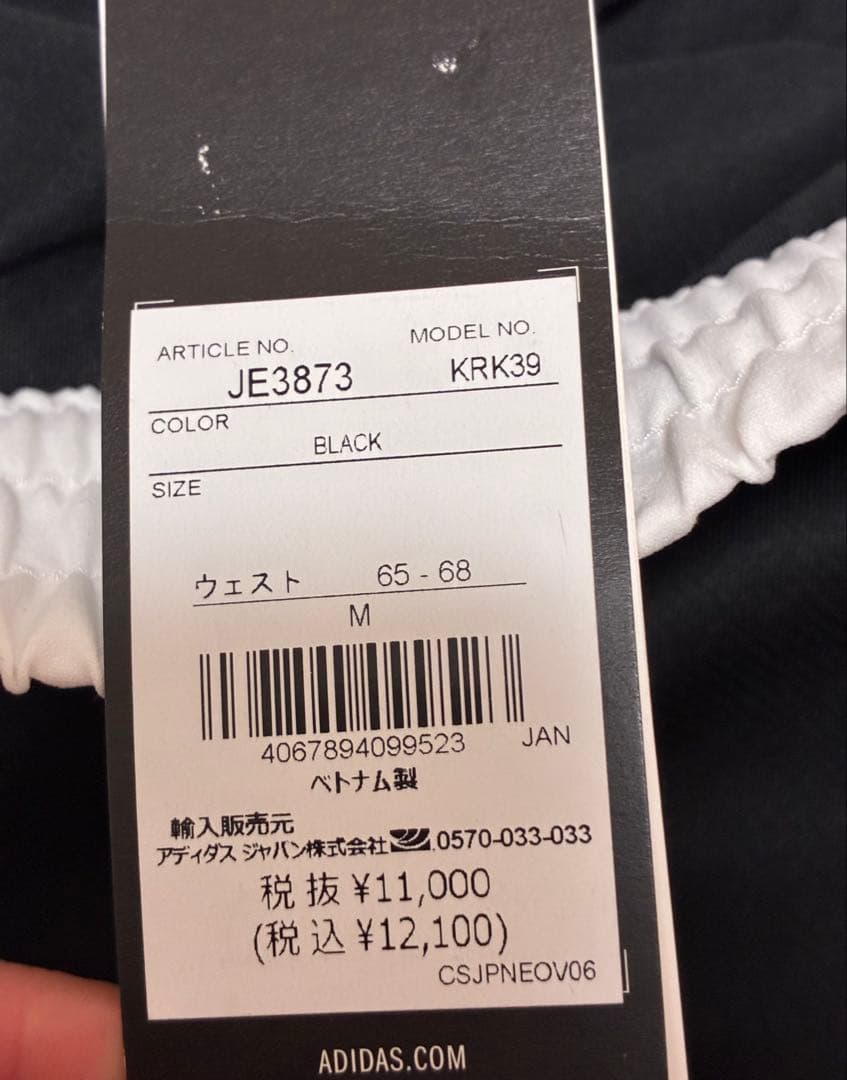 ARTICLE NO. MODEL NO.
JE3873 KRK39
COLOR
BLACK
SIZE
ウェスト 65 - 68
M
4067894099523 JAN
ベトナム製
輸入販売元
アディダス ジャパン株式会社 0570-033-033
税抜 ¥11,000
(税込 ¥12,100)
CSJPNEOV06
ADIDAS.COM